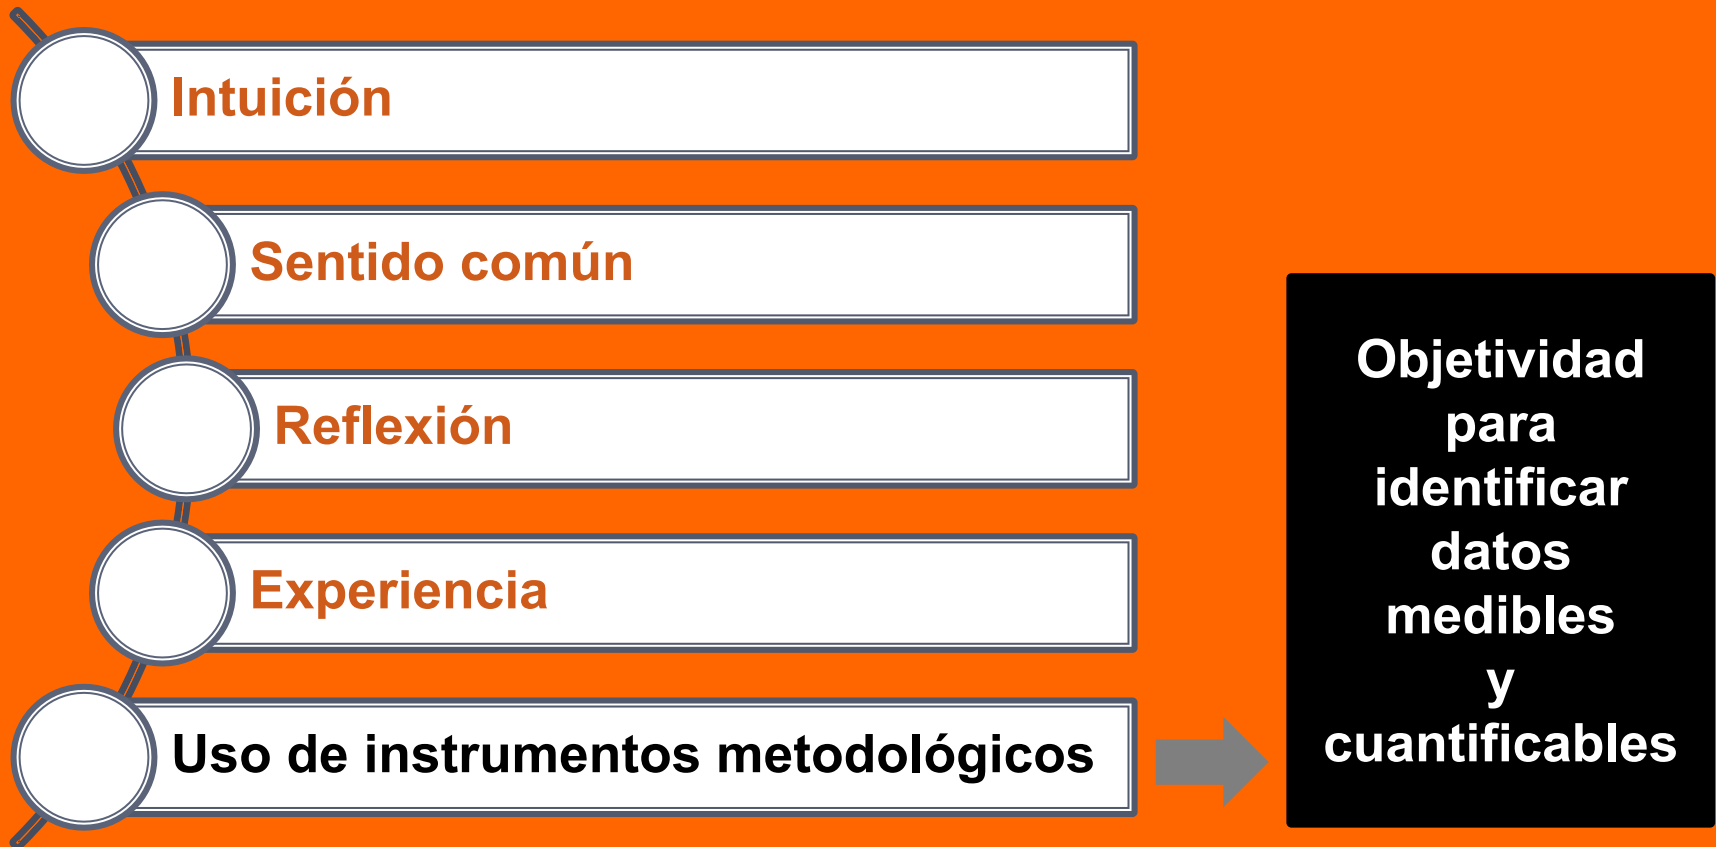 Intuición
Sentido común
Reflexión
Experiencia
Uso de instrumentos metodológicos
Objetividad
para
identificar
datos
medibles
y
cuantificables